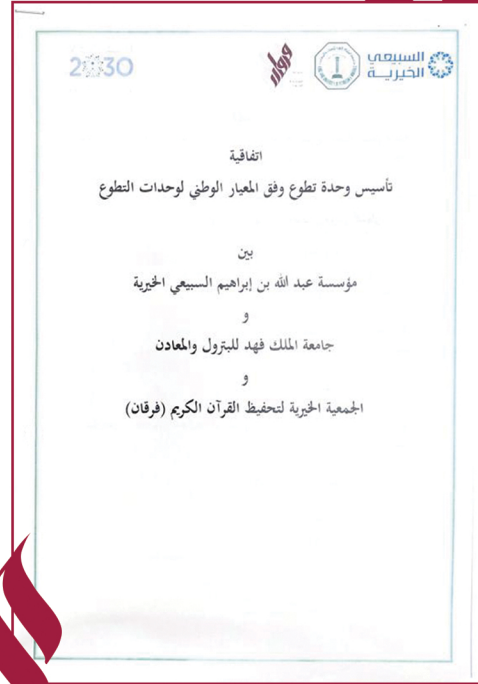 السبيعي
الخيرية
2030
اتفاقية
تأسيس وحدة تطوع وفق المعيار الوطني لوحدات التطوع
بين
مؤسسة عبد الله بن إبراهيم السبيعي الخيرية
و
جامعة الملك فهد للبترول والمعادن
و
الجمعية الخيرية لتحفيظ القرآن الكريم (فرقان)